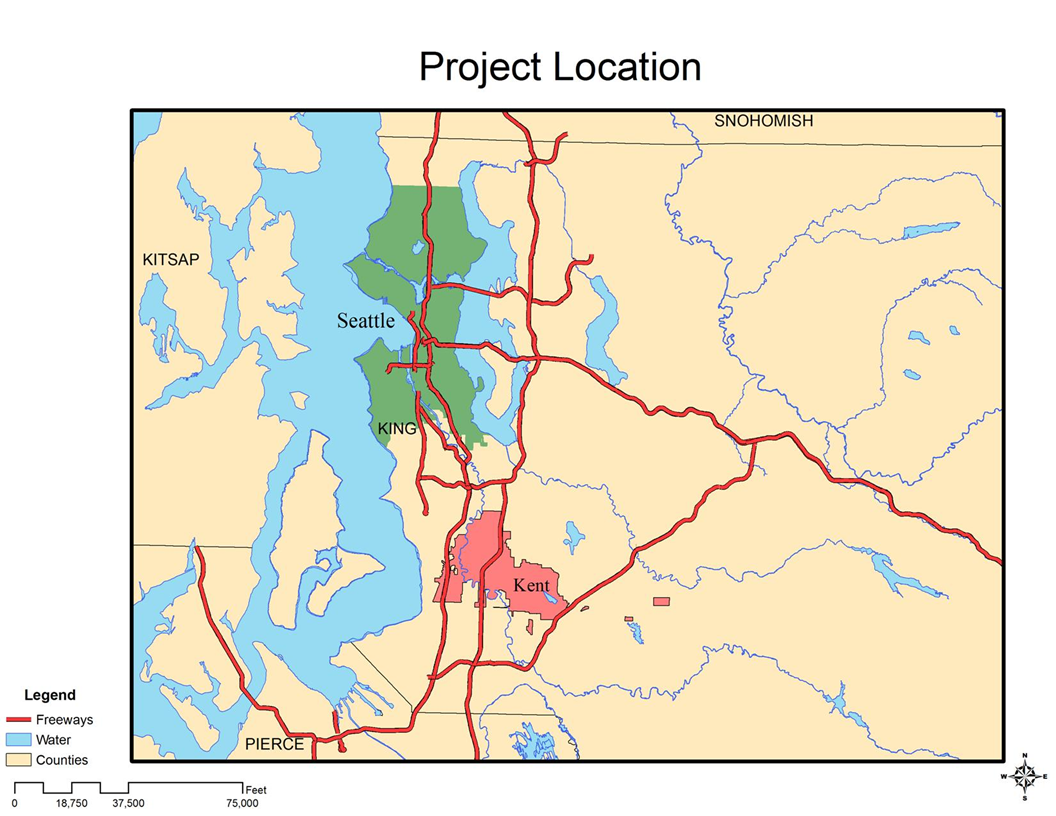 Project Location
SNOHOMISH
KITSAP
Seattle
KING
Kent
PIERCE
Legend
Freeways
Water
Counties
0 18,750 37,500 75,000 Feet
N
W E
S